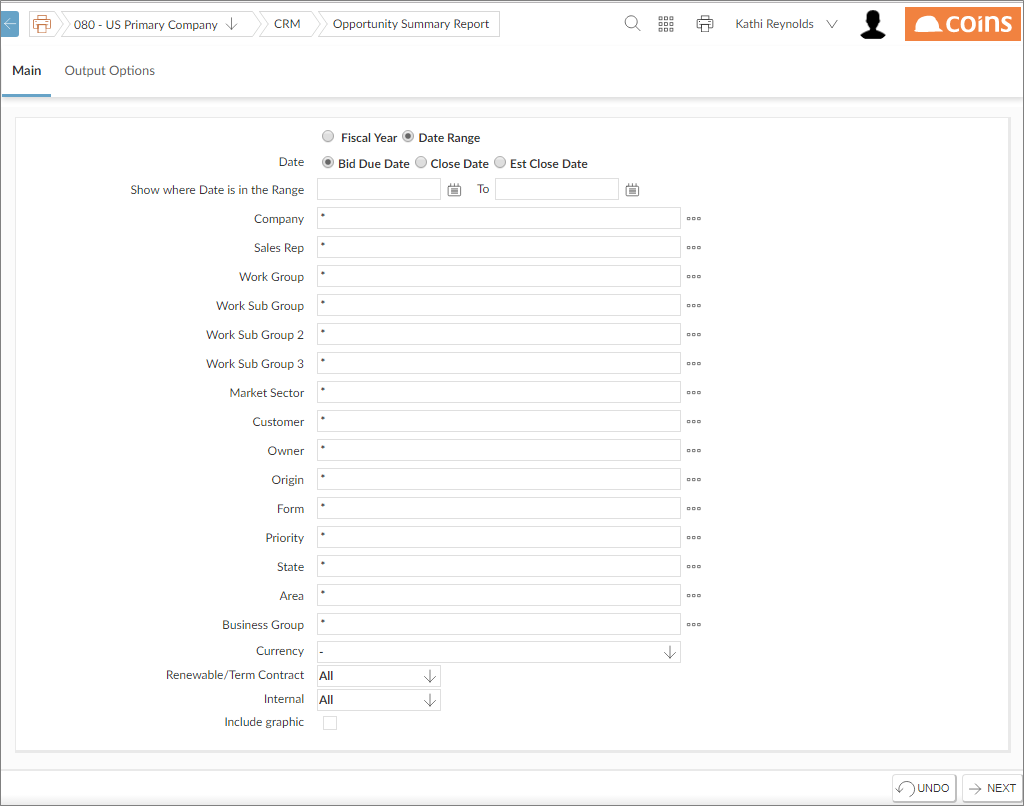 080 - US Primary Company CRM Opportunity Summary Report Kathi Reynolds coins
Main Output Options
Fiscal Year Date Range
Date Bid Due Date Close Date Est Close Date
Show where Date is in the Range To
Company *
Sales Rep *
Work Group *
Work Sub Group *
Work Sub Group 2 *
Work Sub Group 3 *
Market Sector *
Customer *
Owner *
Origin *
Form *
Priority *
State *
Area *
Business Group *
Currency -
Renewable/Term Contract All
Internal All
Include graphic
UNDO NEXT